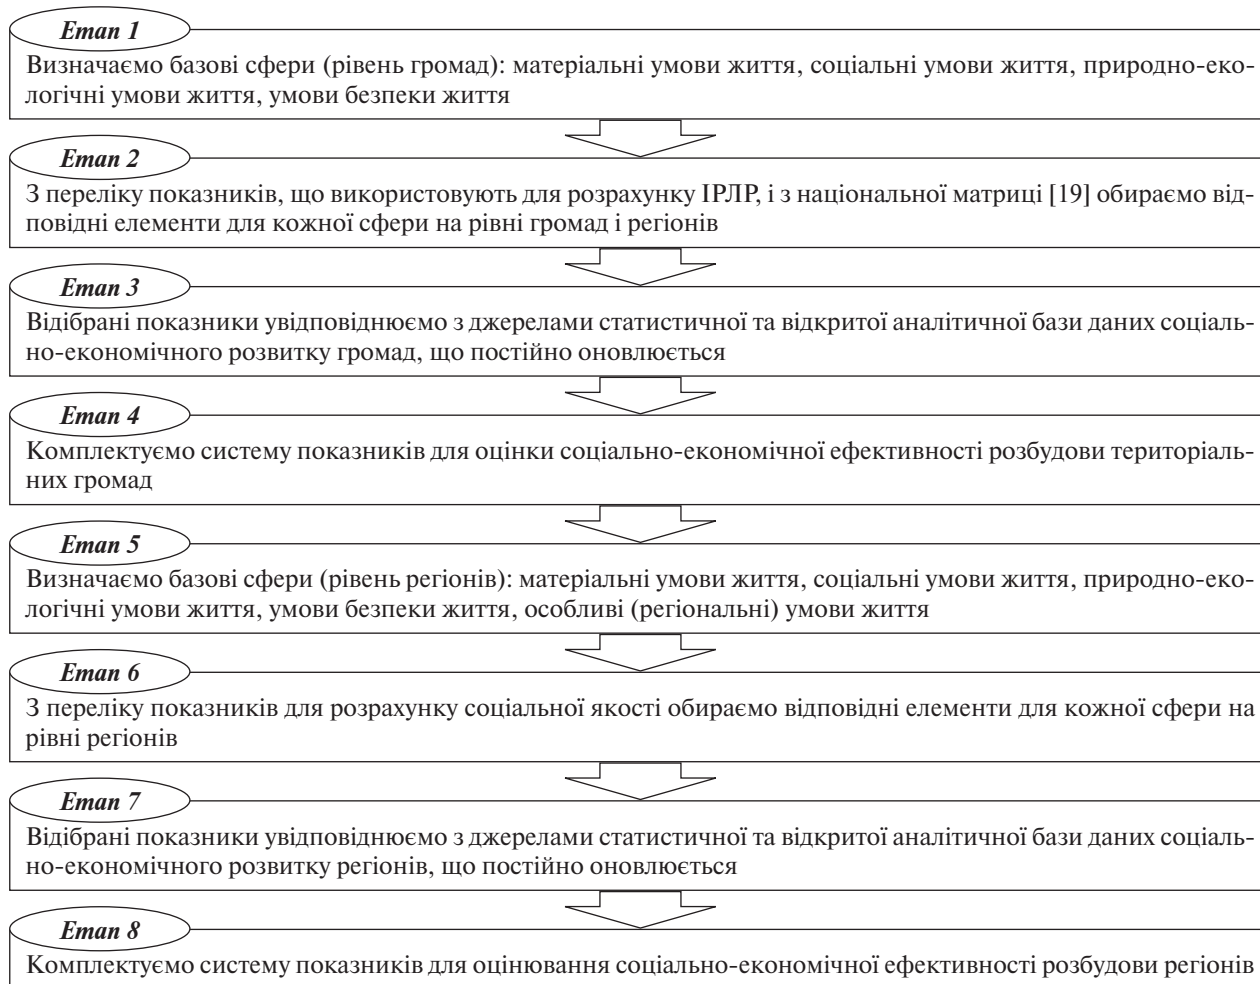 Етап 1
Визначаємо базові сфери (рівень громад): матеріальні умови життя, соціальні умови життя, природно-еко-
логічні умови життя, умови безпеки життя
Етап 2
З переліку показників, що використовують для розрахунку ІРЛР, і з національної матриці [19] обираємо від-
повідні елементи для кожної сфери на рівні громад і регіонів
Етап 3
Відібрані показники увідповіднюємо з джерелами статистичної та відкритої аналітичної бази даних соціаль-
но-економічного розвитку громад, що постійно оновлюється
Етап 4
Комплектуємо систему показників для оцінки соціально-економічної ефективності розбудови територіаль-
них громад
Етап 5
Визначаємо базові сфери (рівень регіонів): матеріальні умови життя, соціальні умови життя, природно-еко-
логічні умови життя, умови безпеки життя, особливі (регіональні) умови життя
Етап 6
З переліку показників для розрахунку соціальної якості обираємо відповідні елементи для кожної сфери на
рівні регіонів
Етап 7
Відібрані показники увідповіднюємо з джерелами статистичної та відкритої аналітичної бази даних соціаль-
но-економічного розвитку регіонів, що постійно оновлюється
Етап 8
Комплектуємо систему показників для оцінювання соціально-економічної ефективності розбудови регіонів